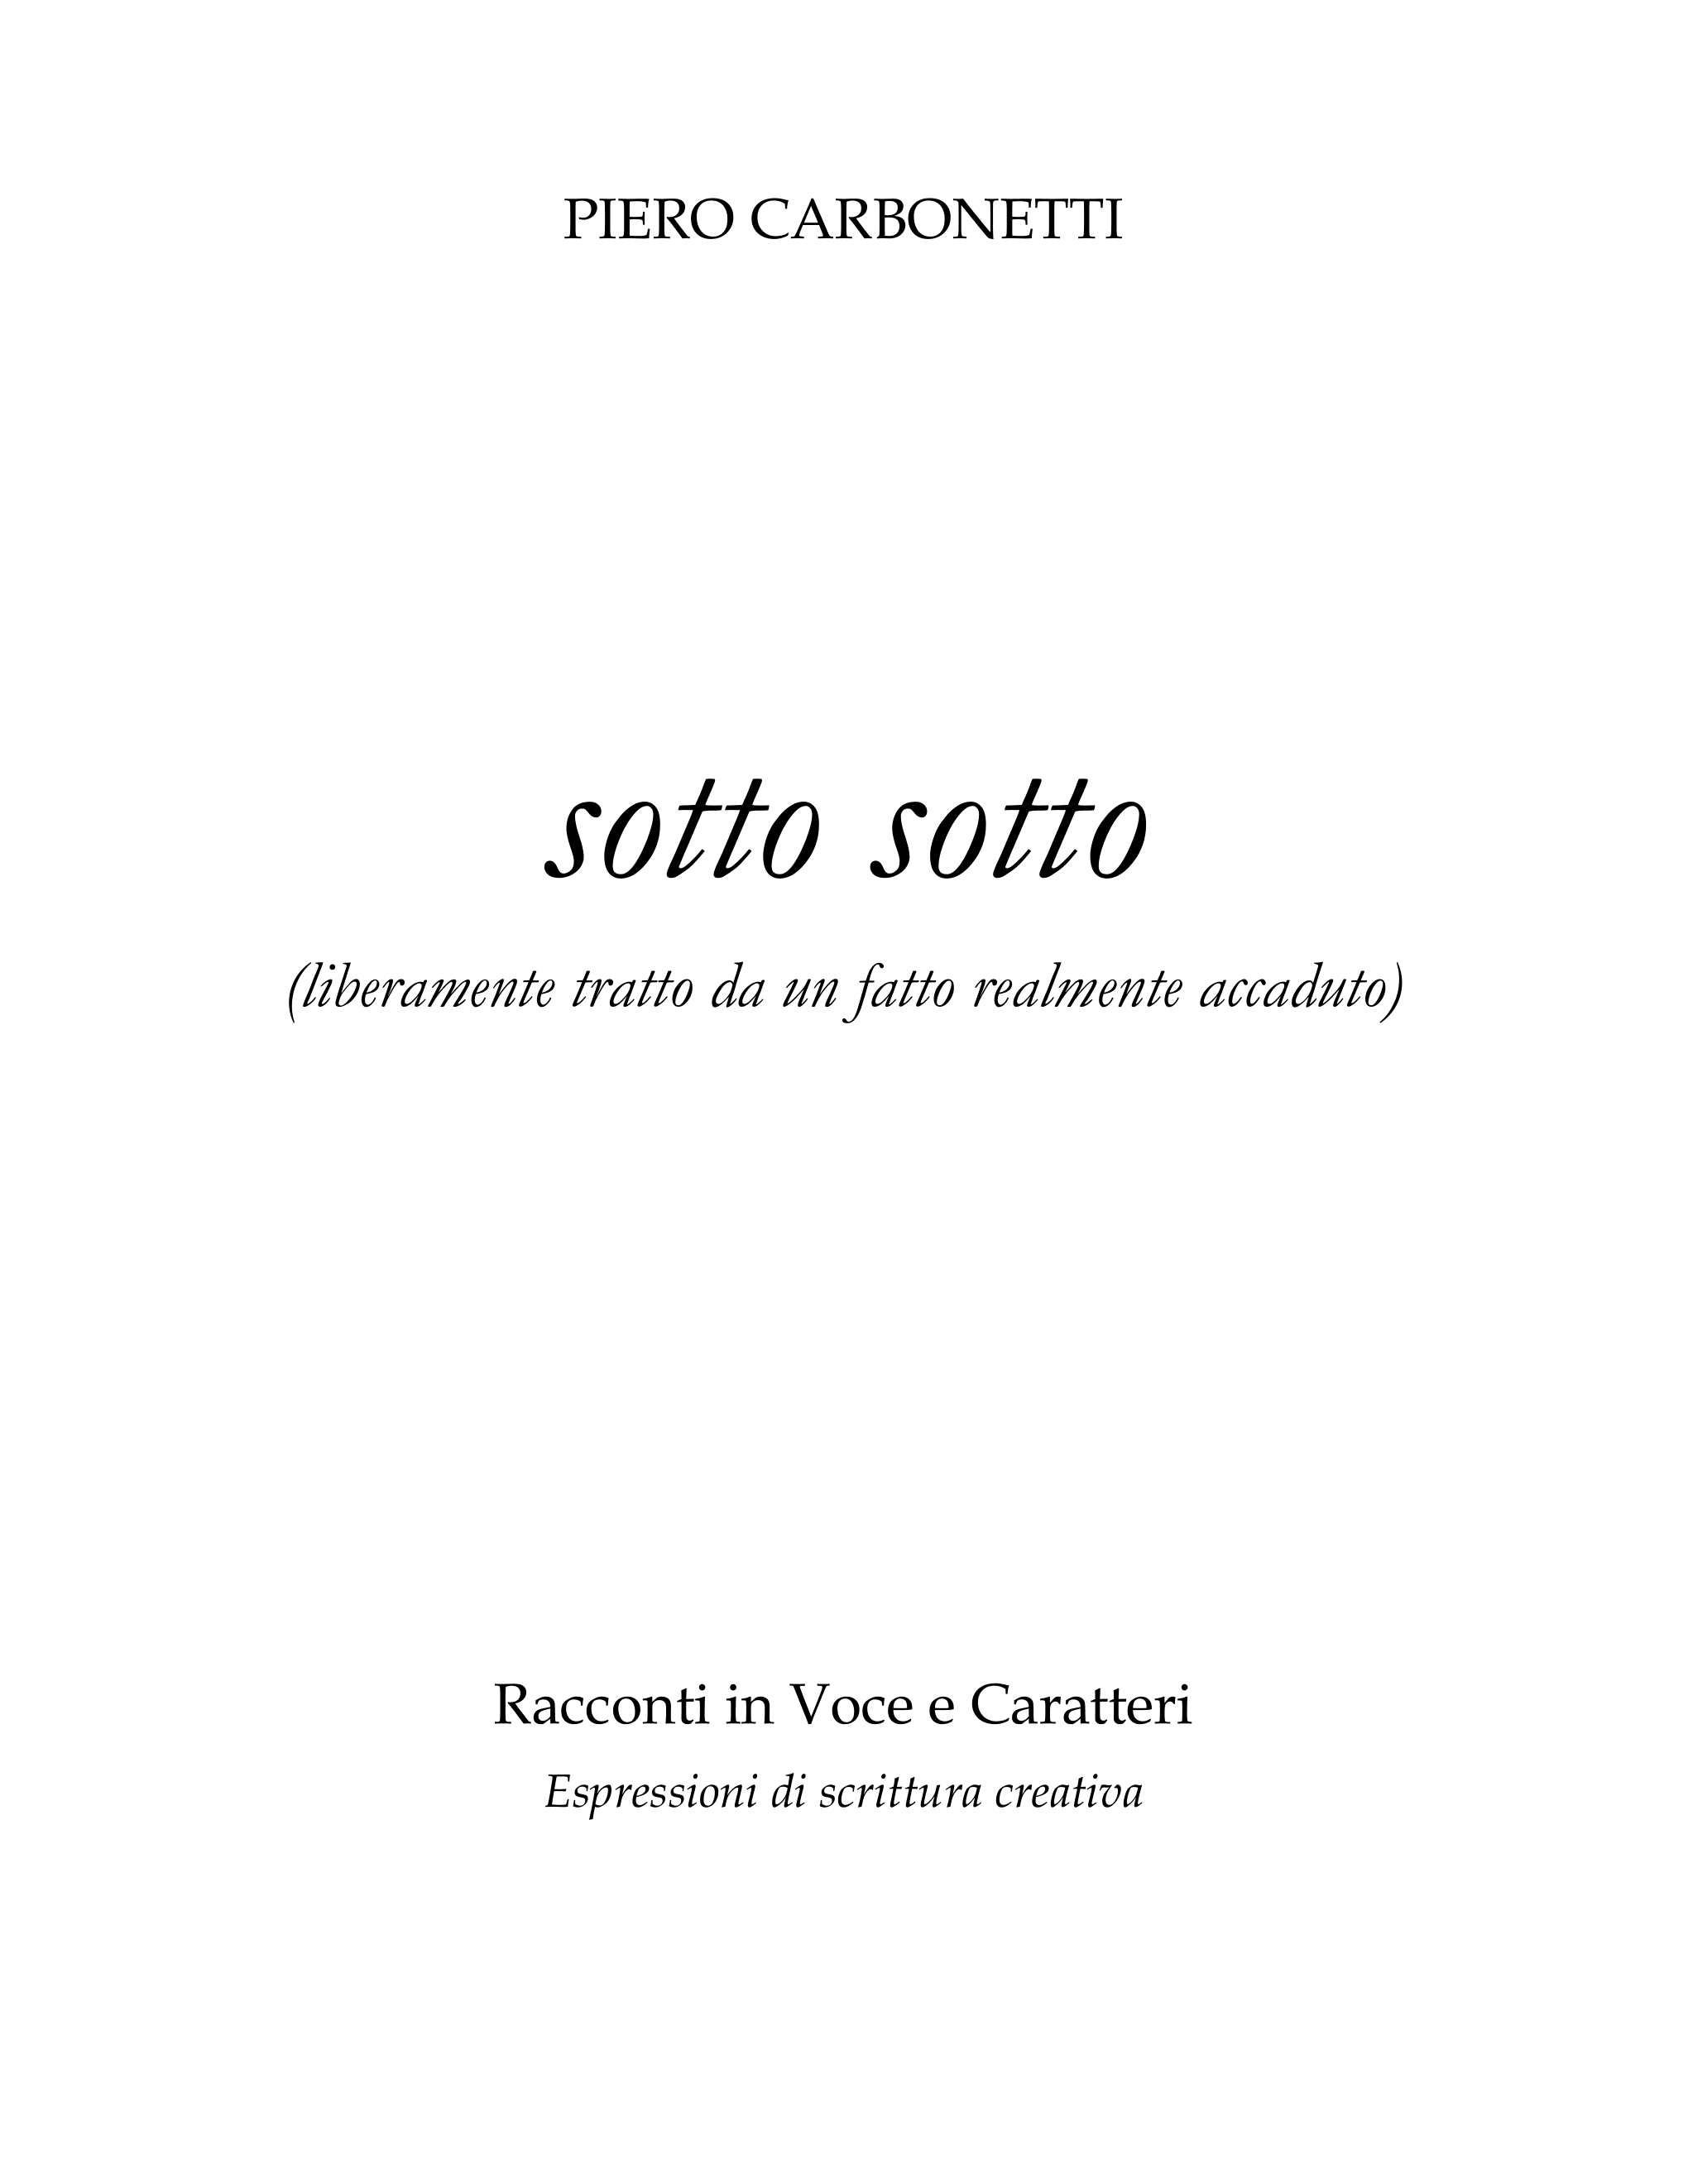 PIERO CARBONETTI
sotto sotto
(liberamente tratto da un fatto realmente accaduto)
Racconti in Voce e Caratteri
Espressioni di scrittura creativa